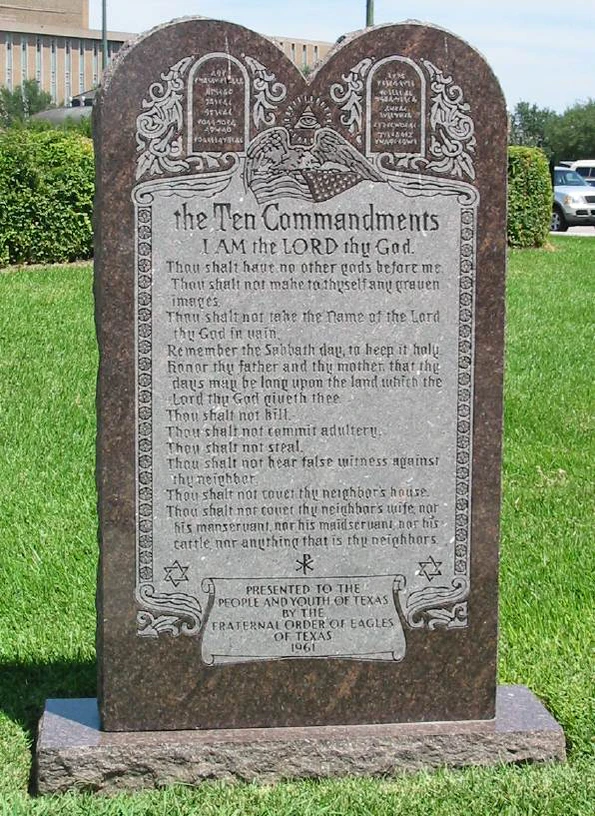 the Ten Commandments
I AM the LORD thy God.
Thou shalt have no other gods before me.
Thou shalt not make to thyself any graven
images.
Thou shalt not take the Name of the Lord
thy God in vain.
Remember the Sabbath day, to keep it holy.
Honor thy father and thy mother, that thy
days may be long upon the land which the
Lord thy God giveth thee.
Thou shalt not kill.
Thou shalt not commit adultery.
Thou shalt not steal.
Thou shalt not bear false witness against
thy neighbor.
Thou shalt not covet thy neighbor's house.
Thou shalt not covet thy neighbor's wife, nor
his manservant, nor his maidservant, nor his
cattle, nor anything that is thy neighbor's.
PRESENTED TO THE
PEOPLE AND YOUTH OF TEXAS
BY THE
FRATERNAL ORDER OF EAGLES
OF TEXAS
1961